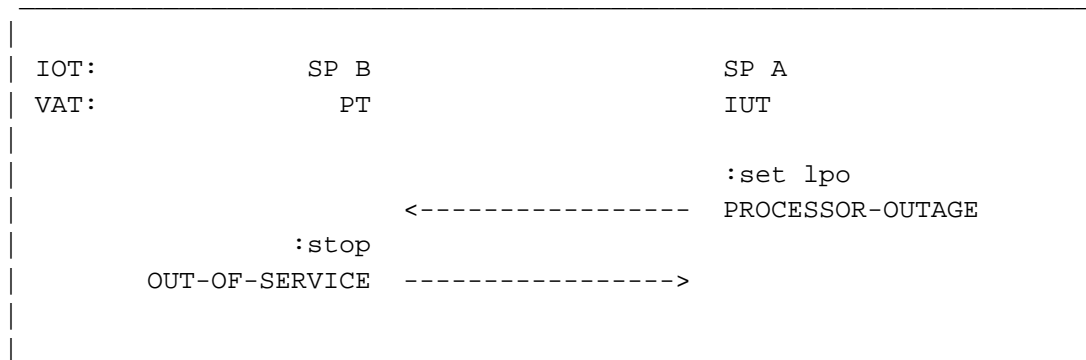 IOT: SP B SP A
VAT: PT IUT
:set lpo
<----------------- PROCESSOR-OUTAGE
:stop
OUT-OF-SERVICE ----------------->